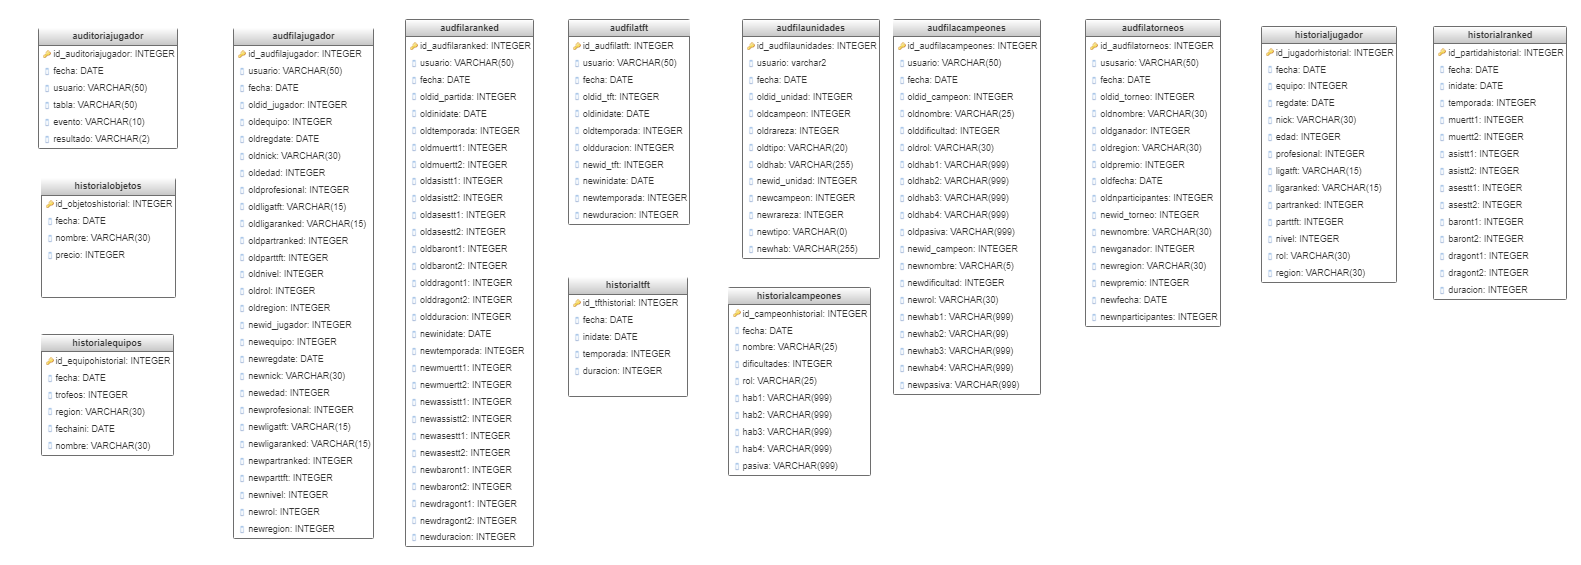 auditoriajugador
id_auditoriajugador: INTEGER
fecha: DATE
usuario: VARCHAR(50)
tabla: VARCHAR(50)
evento: VARCHAR(10)
resultado: VARCHAR(2)
historialobjetos
id_objetoshistorial: INTEGER
fecha: DATE
nombre: VARCHAR(30)
precio: INTEGER
historialequipos
id_equipohistorial: INTEGER
fecha: DATE
trofeos: INTEGER
region: VARCHAR(30)
fechaini: DATE
nombre: VARCHAR(30)
audfilajugador
id_audfilajugador: INTEGER
usuario: VARCHAR(50)
fecha: DATE
oldid_jugador: INTEGER
oldequipo: INTEGER
oldregdate: DATE
oldnick: VARCHAR(30)
oldedad: INTEGER
oldprofesional: INTEGER
oldligatft: VARCHAR(15)
oldligaranked: VARCHAR(15)
oldpartranked: INTEGER
oldparttft: INTEGER
oldnivel: INTEGER
oldrol: INTEGER
oldregion: INTEGER
newid_jugador: INTEGER
newequipo: INTEGER
newregdate: DATE
newnick: VARCHAR(30)
newedad: INTEGER
newprofesional: INTEGER
newligatft: VARCHAR(15)
newligaranked: VARCHAR(15)
newpartranked: INTEGER
newparttft: INTEGER
newnivel: INTEGER
newrol: INTEGER
newregion: INTEGER
audfilaranked
id_audfilaranked: INTEGER
usuario: VARCHAR(50)
fecha: DATE
oldid_partida: INTEGER
oldinidate: DATE
oldtemporada: INTEGER
oldmuertt1: INTEGER
oldmuertt2: INTEGER
oldasistt1: INTEGER
oldasistt2: INTEGER
oldasestt1: INTEGER
oldasestt2: INTEGER
oldbaront1: INTEGER
oldbaront2: INTEGER
olddragont1: INTEGER
olddragont2: INTEGER
oldduracion: INTEGER
newinidate: DATE
newtemporada: INTEGER
newmuertt1: INTEGER
newmuertt2: INTEGER
newassistt1: INTEGER
newassistt2: INTEGER
newasestt1: INTEGER
newasestt2: INTEGER
newbaront1: INTEGER
newbaront2: INTEGER
newdragont1: INTEGER
newdragont2: INTEGER
newduracion: INTEGER
audfilatft
id_audfilatft: INTEGER
usuario: VARCHAR(50)
fecha: DATE
oldid_tft: INTEGER
oldinidate: DATE
oldtemporada: INTEGER
oldduracion: INTEGER
newid_tft: INTEGER
newinidate: DATE
newtemporada: INTEGER
newduracion: INTEGER
historialtft
id_tfthistorial: INTEGER
fecha: DATE
inidate: DATE
temporada: INTEGER
duracion: INTEGER
audfilaunidades
id_audfilaunidades: INTEGER
usuario: varchar2
fecha: DATE
oldid_unidad: INTEGER
oldcampeon: INTEGER
oldrareza: INTEGER
oldtipo: VARCHAR(20)
oldhab: VARCHAR(255)
newid_unidad: INTEGER
newcampeon: INTEGER
newrareza: INTEGER
newtipo: VARCHAR(0)
newhab: VARCHAR(255)
historialcampeones
id_campeonhistorial: INTEGER
fecha: DATE
nombre: VARCHAR(25)
dificultades: INTEGER
rol: VARCHAR(25)
hab1: VARCHAR(999)
hab2: VARCHAR(999)
hab3: VARCHAR(999)
hab4: VARCHAR(999)
pasiva: VARCHAR(999)
audfilacampeones
id_audfilacampeones: INTEGER
usuario: VARCHAR(50)
fecha: DATE
oldid_campeon: INTEGER
oldnombre: VARCHAR(25)
olddificultad: INTEGER
oldrol: VARCHAR(30)
oldhab1: VARCHAR(999)
oldhab2: VARCHAR(999)
oldhab3: VARCHAR(999)
oldhab4: VARCHAR(999)
oldpasiva: VARCHAR(999)
newid_campeon: INTEGER
newnombre: VARCHAR(5)
newdificultad: INTEGER
newrol: VARCHAR(30)
newhab1: VARCHAR(999)
newhab2: VARCHAR(99)
newhab3: VARCHAR(999)
newhab4: VARCHAR(999)
newpasiva: VARCHAR(999)
audfilatorneos
id_audfilatorneos: INTEGER
ususario: VARCHAR(50)
fecha: DATE
oldid_torneo: INTEGER
oldnombre: VARCHAR(30)
oldganador: INTEGER
oldregion: VARCHAR(30)
oldpremio: INTEGER
oldfecha: DATE
oldnparticipantes: INTEGER
newid_torneo: INTEGER
newnombre: VARCHAR(30)
newganador: INTEGER
newregion: VARCHAR(30)
newpremio: INTEGER
newfecha: DATE
newnparticipantes: INTEGER
historialjugador
id_jugadorhistorial: INTEGER
fecha: DATE
equipo: INTEGER
regdate: DATE
nick: VARCHAR(30)
edad: INTEGER
profesional: INTEGER
ligatft: VARCHAR(15)
ligaranked: VARCHAR(15)
partranked: INTEGER
parttft: INTEGER
nivel: INTEGER
rol: VARCHAR(30)
region: VARCHAR(30)
historialranked
id_partidahistorial: INTEGER
fecha: DATE
inidate: DATE
temporada: INTEGER
muertt1: INTEGER
muertt2: INTEGER
asistt1: INTEGER
asistt2: INTEGER
asestt1: INTEGER
asestt2: INTEGER
baront1: INTEGER
baront2: INTEGER
dragont1: INTEGER
dragont2: INTEGER
duracion: INTEGER